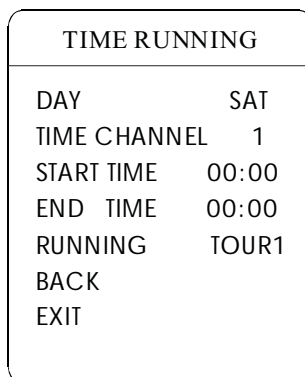 TIME RUNNING
DAY SAT
TIME CHANNEL 1
START TIME 00:00
END TIME 00:00
RUNNING TOUR1
BACK
EXIT